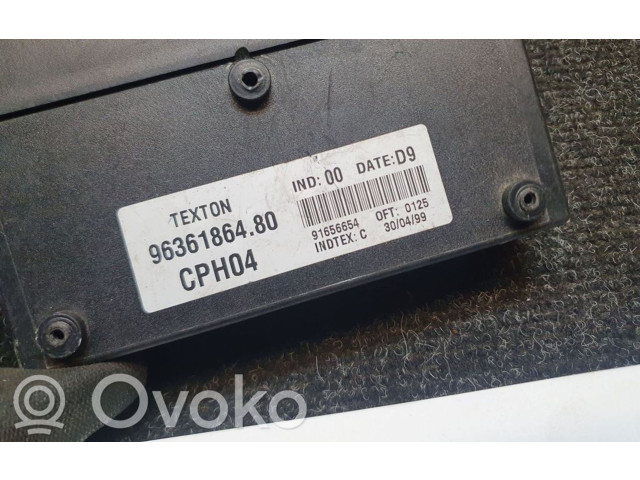 IND: 00 DATE: D9
TEXTON
96361864.80
CPH04
91656654 OFT: 0125
INDTEX: C 30/04/99
Ovoko